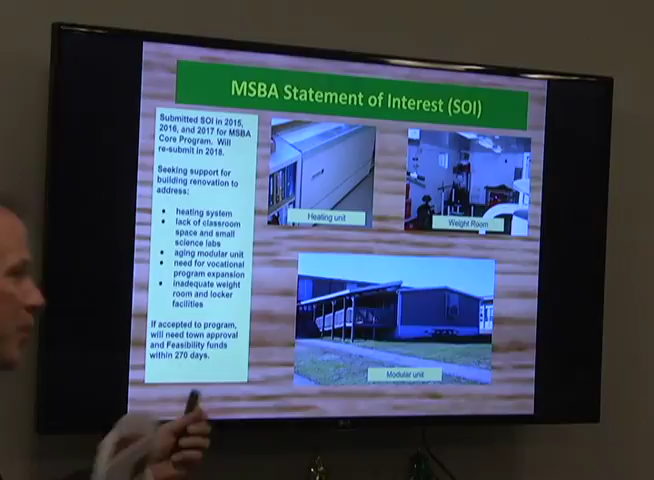 MSBA Statement of Interest (SOI)
Submitted SOI in 2015,
2016, and 2017 for MSBA
Core Program. Will
re-submit in 2018.
Seeking support for
building renovation to
address:
• heating system
• lack of classroom
space and small
science labs
• aging modular unit
• need for vocational
program expansion
• inadequate weight
room and locker
facilities
If accepted to program,
will need town approval
and Feasibility funds
within 270 days.
Heating unit
Weight Room
Modular unit
LG